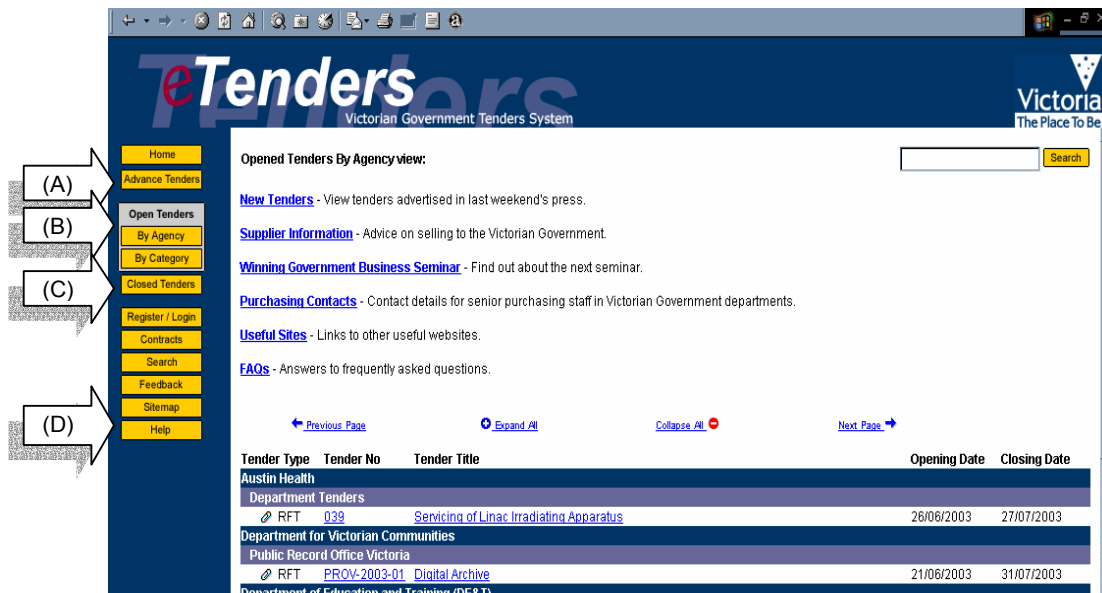 eTenders
Tenders
Victorian Government Tenders System
Victoria
The Place To Be
Home
Advance Tenders
Open Tenders
By Agency
By Category
Closed Tenders
Register / Login
Contracts
Search
Feedback
Sitemap
Help
(A)
(B)
(C)
(D)
Opened Tenders By Agency view:
Search
New Tenders - View tenders advertised in last weekend's press.
Supplier Information - Advice on selling to the Victorian Government.
Winning Government Business Seminar - Find out about the next seminar.
Purchasing Contacts - Contact details for senior purchasing staff in Victorian Government departments.
Useful Sites - Links to other useful websites.
FAQs - Answers to frequently asked questions.
Previous Page Expand All Collapse All Next Page
Tender Type Tender No Tender Title Opening Date Closing Date
Austin Health
Department Tenders
RFT 039 Servicing of Linac Irradiating Apparatus 26/06/2003 27/07/2003
Department for Victorian Communities
Public Record Office Victoria
RFT PROV-2003-01 Digital Archive 21/06/2003 31/07/2003
Department of Education and Training (DE&T)